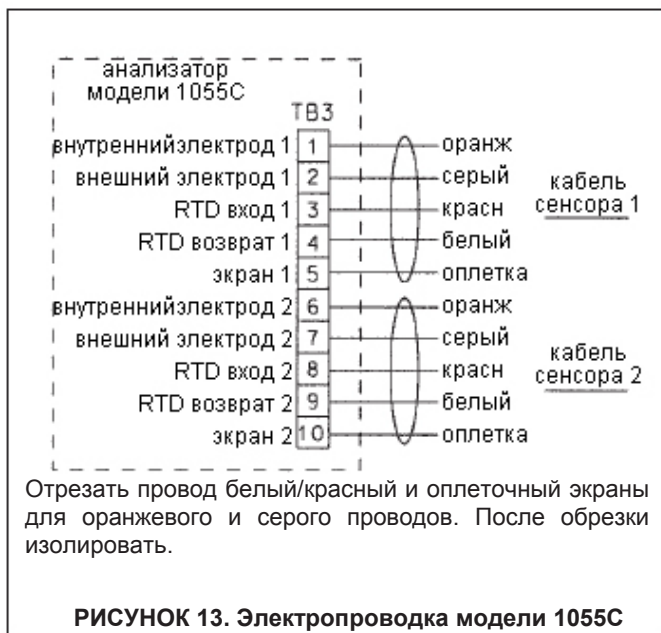 анализатор
модели 1055C
TB3
внутреннийэлектрод 1 1 оранж
внешний электрод 1 2 серый
RTD вход 1 3 красн
RTD возврат 1 4 белый
экран 1 5 оплетка
кабель
сенсора 1
внутреннийэлектрод 2 6 оранж
внешний электрод 2 7 серый
RTD вход 2 8 красн
RTD возврат 2 9 белый
экран 2 10 оплетка
кабель
сенсора 2
Отрезать провод белый/красный и оплеточный экраны
для оранжевого и серого проводов. После обрезки
изолировать.
РИСУНОК 13. Электропроводка модели 1055С